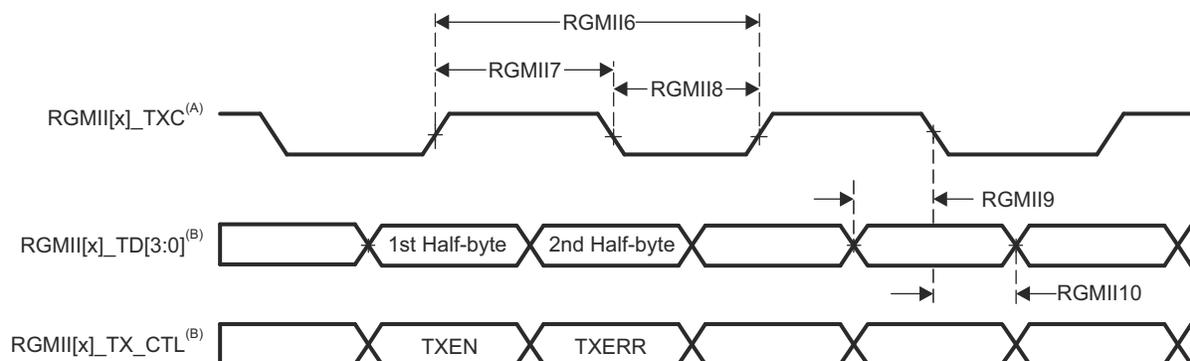 RGMII6
RGMII7
RGMII8
RGMII[x]_TXC(A)
RGMII9
RGMII[x]_TD[3:0](B)
1st Half-byte
2nd Half-byte
RGMII10
RGMII[x]_TX_CTL(B)
TXEN
TXERR